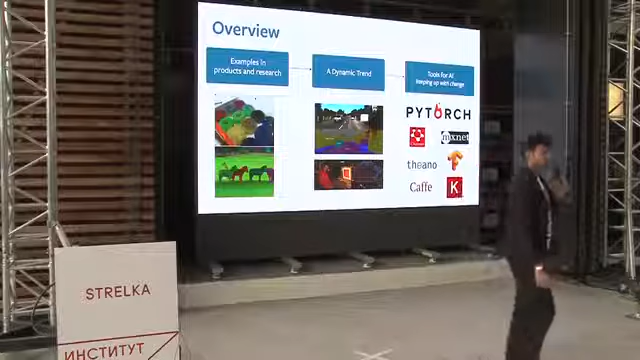 Overview
Examples in
products and research
A Dynamic Trend
Tools for AI
keeping up with change
PYTORCH
Chainer
mxnet
theano
Caffe
K
STRELKA
ИНСТИТУТ